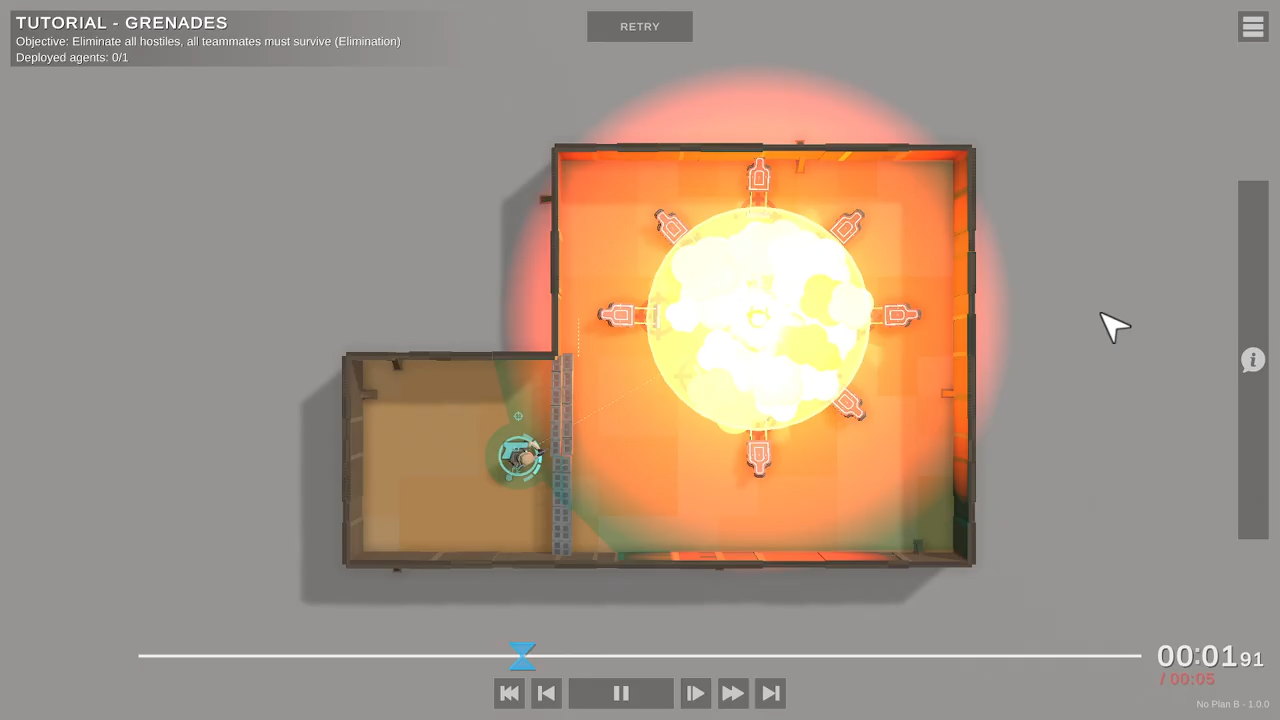 TUTORIAL - GRENADES
Objective: Eliminate all hostiles, all teammates must survive (Elimination)
Deployed agents: 0/1
RETRY
00:01 91
/ 00:05
No Plan B - 1.0.0